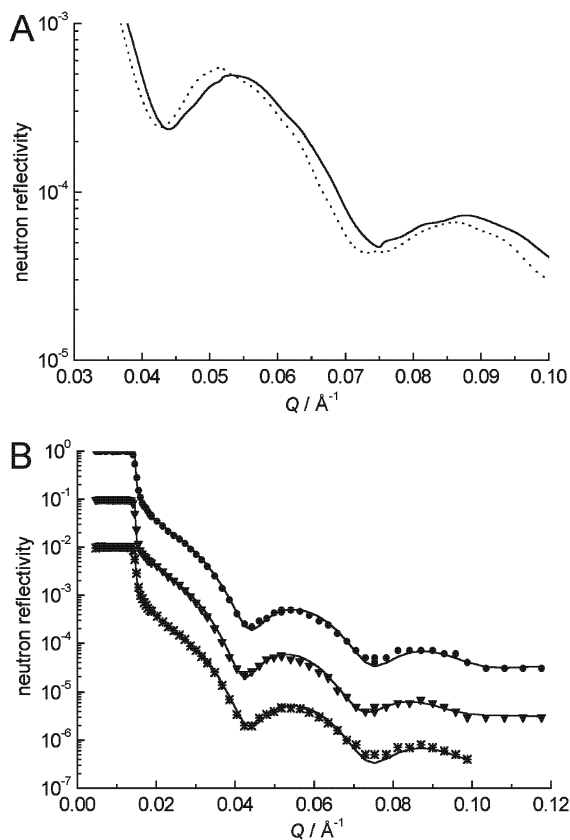 A
neutron reflectivity
10⁻³
10⁻⁴
10⁻⁵
0.03 0.04 0.05 0.06 0.07 0.08 0.09 0.10
Q / Å⁻¹
B
neutron reflectivity
10⁰
10⁻¹
10⁻²
10⁻³
10⁻⁴
10⁻⁵
10⁻⁶
10⁻⁷
0.00 0.02 0.04 0.06 0.08 0.10 0.12
Q / Å⁻¹